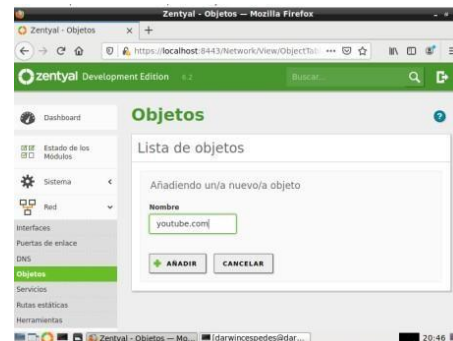 Zentyal - Objetos — Mozilla Firefox
Zentyal - Objetos
https://localhost:8443/Network/View/ObjectTab
zentyal Development Edition 6.2
Buscar...
Dashboard
Estado de los Módulos
Sistema
Red
Interfaces
Puertas de enlace
DNS
Objetos
Servicios
Rutas estáticas
Herramientas
Objetos
Lista de objetos
Añadiendo un/a nuevo/a objeto
Nombre
youtube.com
AÑADIR
CANCELAR
Zentyal - Objetos — Mo...
[darwincespedes@dar...
20:46